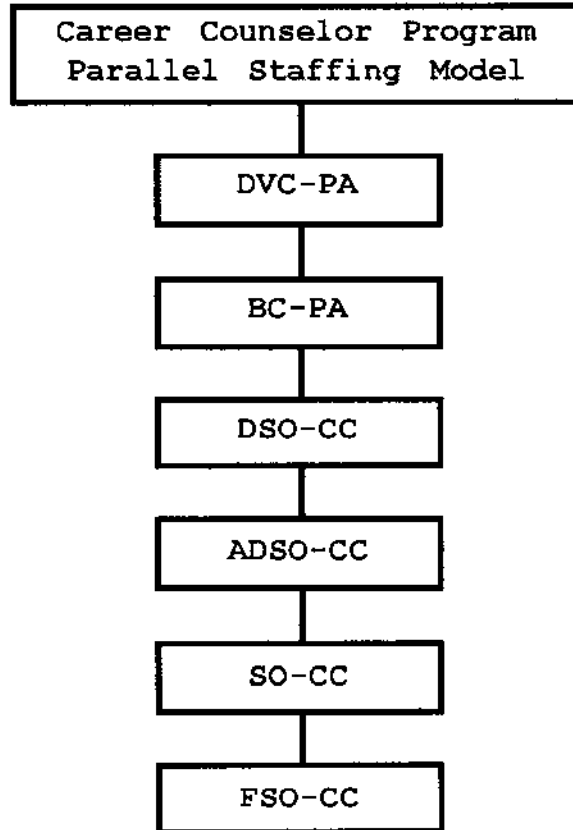 Career Counselor Program
Parallel Staffing Model
DVC-PA
BC-PA
DSO-CC
ADSO-CC
SO-CC
FSO-CC